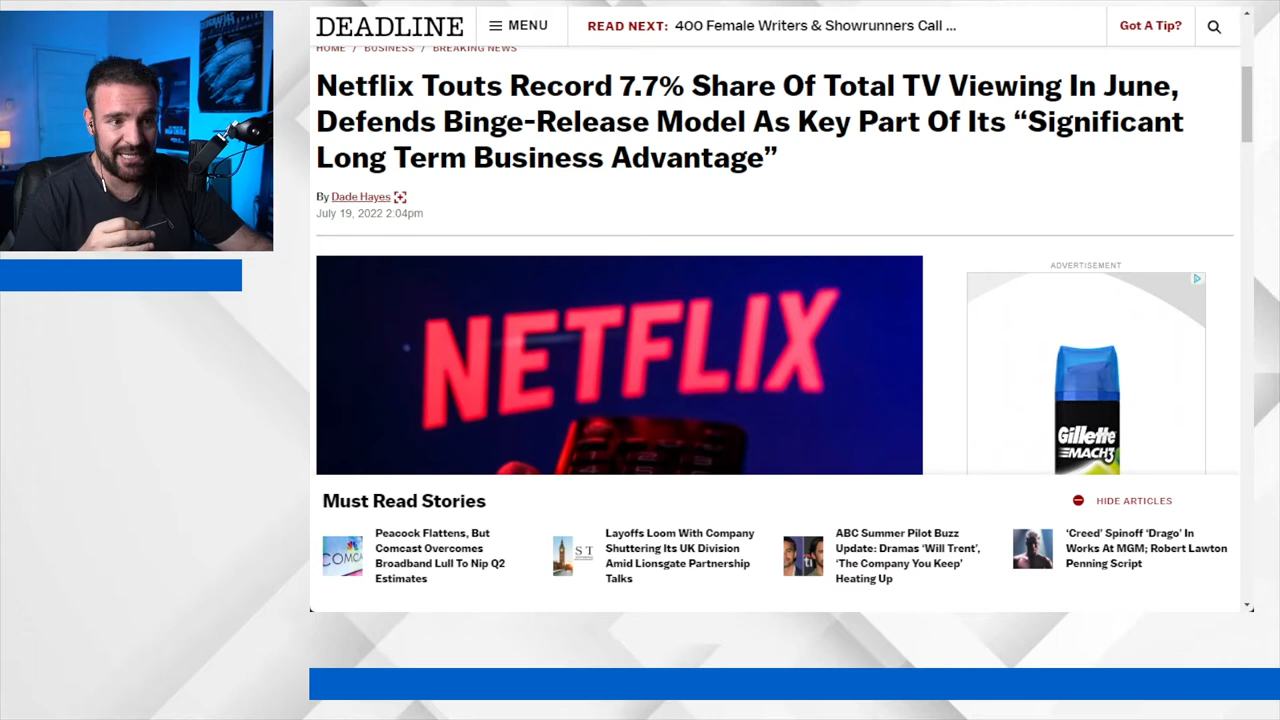 DEADLINE
MENU
READ NEXT: 400 Female Writers & Showrunners Call ...
Got A Tip?
HOME / BUSINESS / BREAKING NEWS
Netflix Touts Record 7.7% Share Of Total TV Viewing In June,
Defends Binge-Release Model As Key Part Of Its “Significant
Long Term Business Advantage”
By Dade Hayes
July 19, 2022 2:04pm
ADVERTISEMENT
NETFLIX
Gillette
MACH3
Must Read Stories
HIDE ARTICLES
Peacock Flattens, But
Comcast Overcomes
Broadband Lull To Nip Q2
Estimates
Layoffs Loom With Company
Shuttering Its UK Division
Amid Lionsgate Partnership
Talks
ABC Summer Pilot Buzz
Update: Dramas ‘Will Trent’,
‘The Company You Keep’
Heating Up
‘Creed’ Spinoff ‘Drago’ In
Works At MGM; Robert Lawton
Penning Script